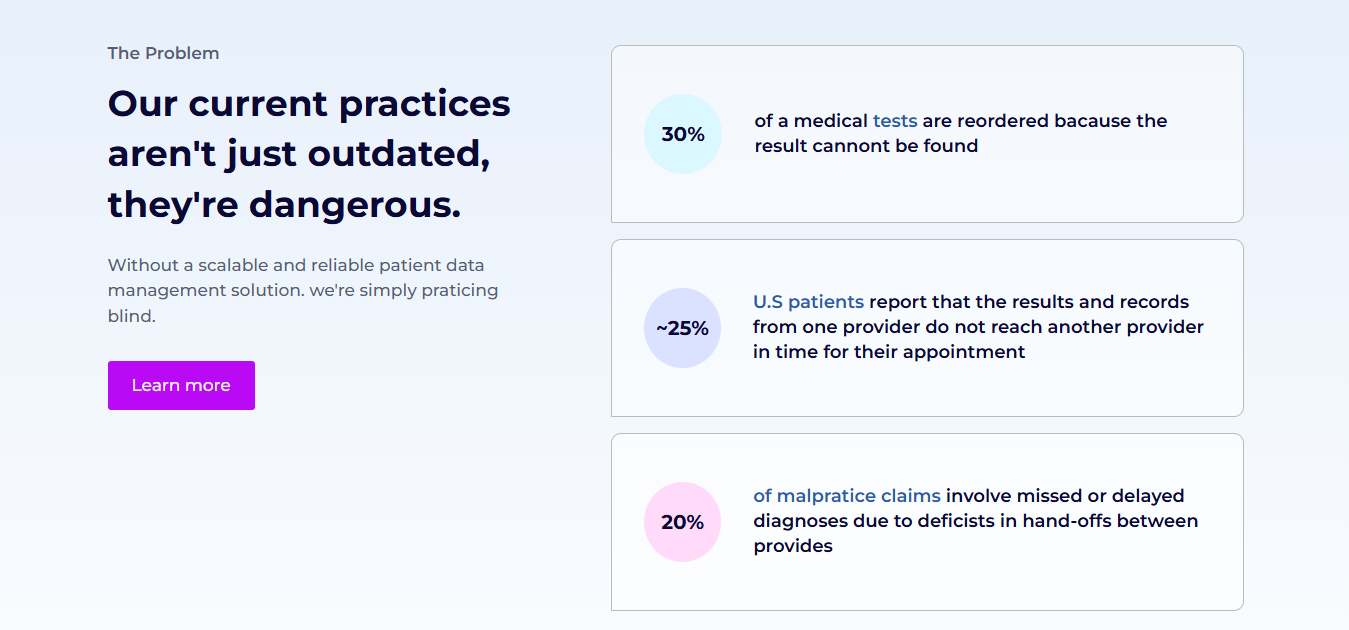 The Problem
Our current practices
aren't just outdated,
they're dangerous.
Without a scalable and reliable patient data
management solution. we're simply praticing
blind.
Learn more
30%
of a medical tests are reordered bacause the
result cannont be found
~25%
U.S patients report that the results and records
from one provider do not reach another provider
in time for their appointment
20%
of malpratice claims involve missed or delayed
diagnoses due to deficists in hand-offs between
provides